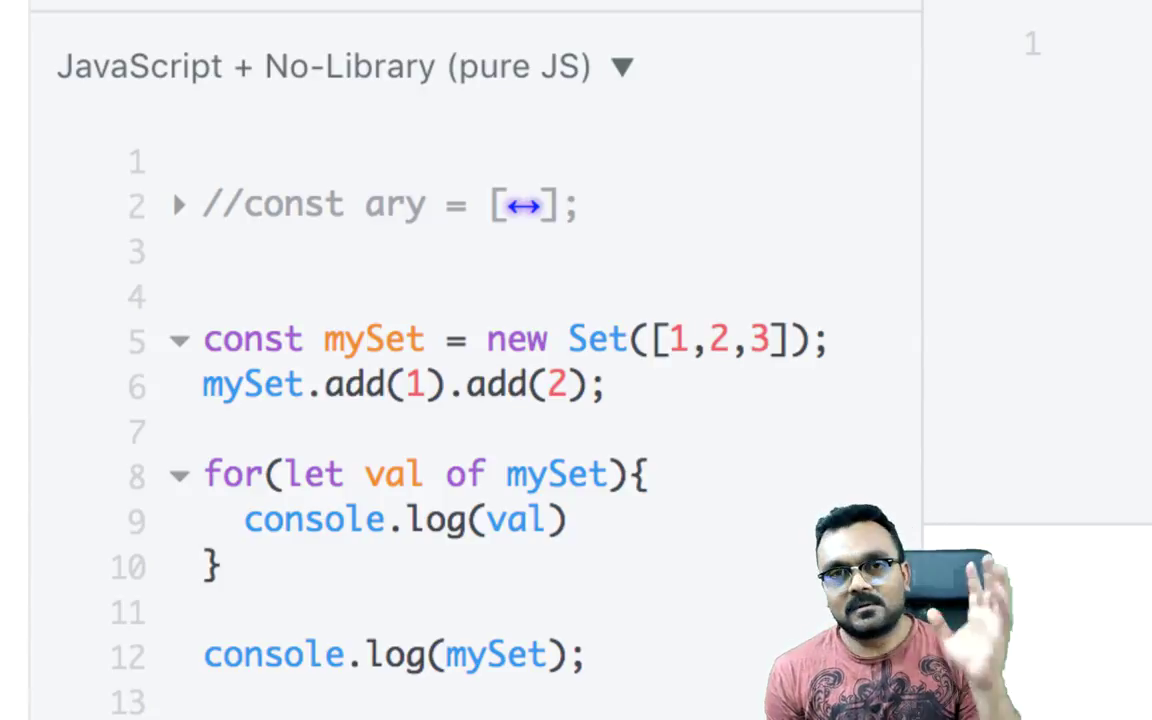 JavaScript + No-Library (pure JS) ▼
1
1
2 //const ary = [↔];
3
4
5 const mySet = new Set([1,2,3]);
6 mySet.add(1).add(2);
7
8 for(let val of mySet){
9 console.log(val)
10 }
11
12 console.log(mySet);
13